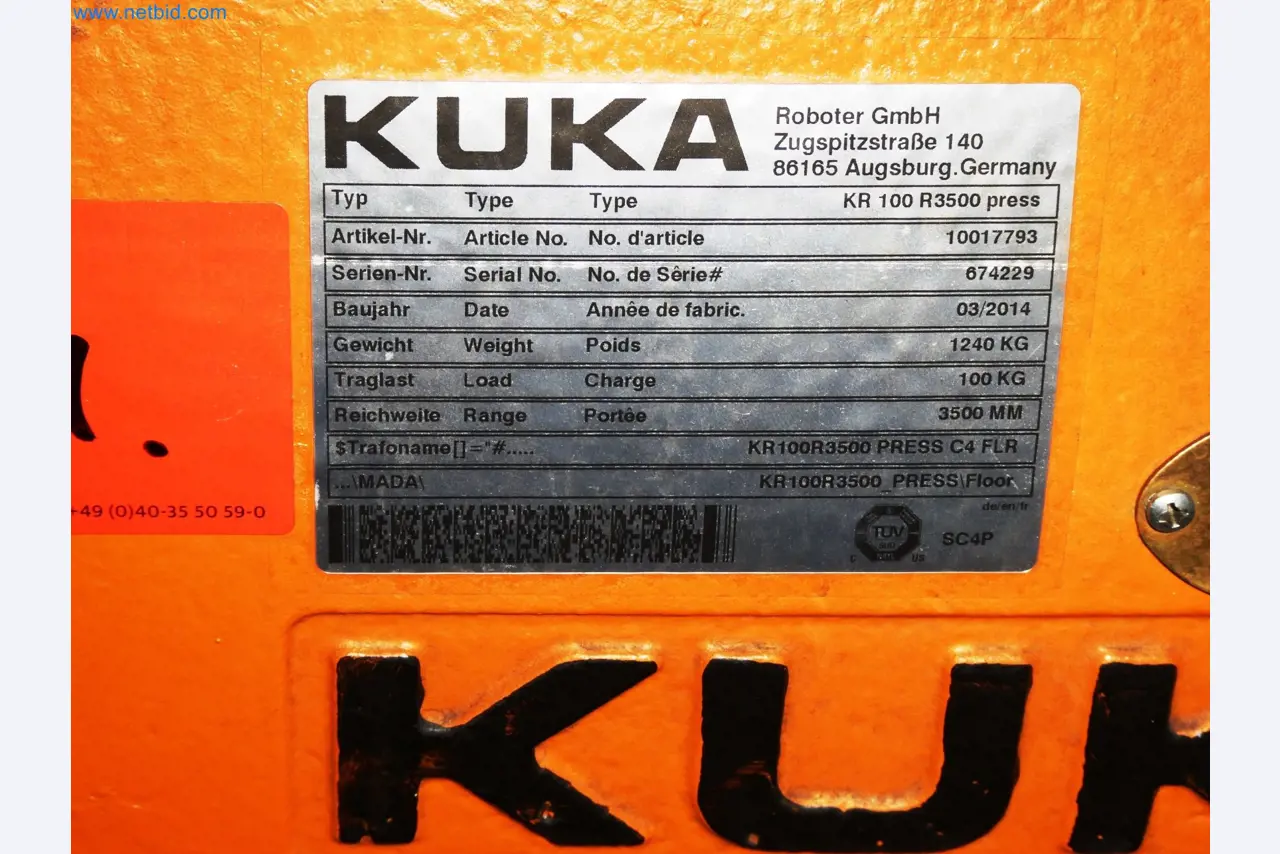 www.netbid.com
KUKA
Roboter GmbH
Zugspitzstraße 140
86165 Augsburg.Germany
Typ Type Type KR 100 R3500 press
Artikel-Nr. Article No. No. d'article 10017793
Serien-Nr. Serial No. No. de Sêrie# 674229
Baujahr Date Annêe de fabric. 03/2014
Gewicht Weight Poids 1240 KG
Traglast Load Charge 100 KG
Reichweite Range Portêe 3500 MM
$Trafoname[]="#..... KR100R3500 PRESS C4 FLR
...\MADA\ KR100R3500_PRESS\Floor
de/en/fr
TÜV
C US
SC4P
+49 (0)40-35 50 59-0
KUK